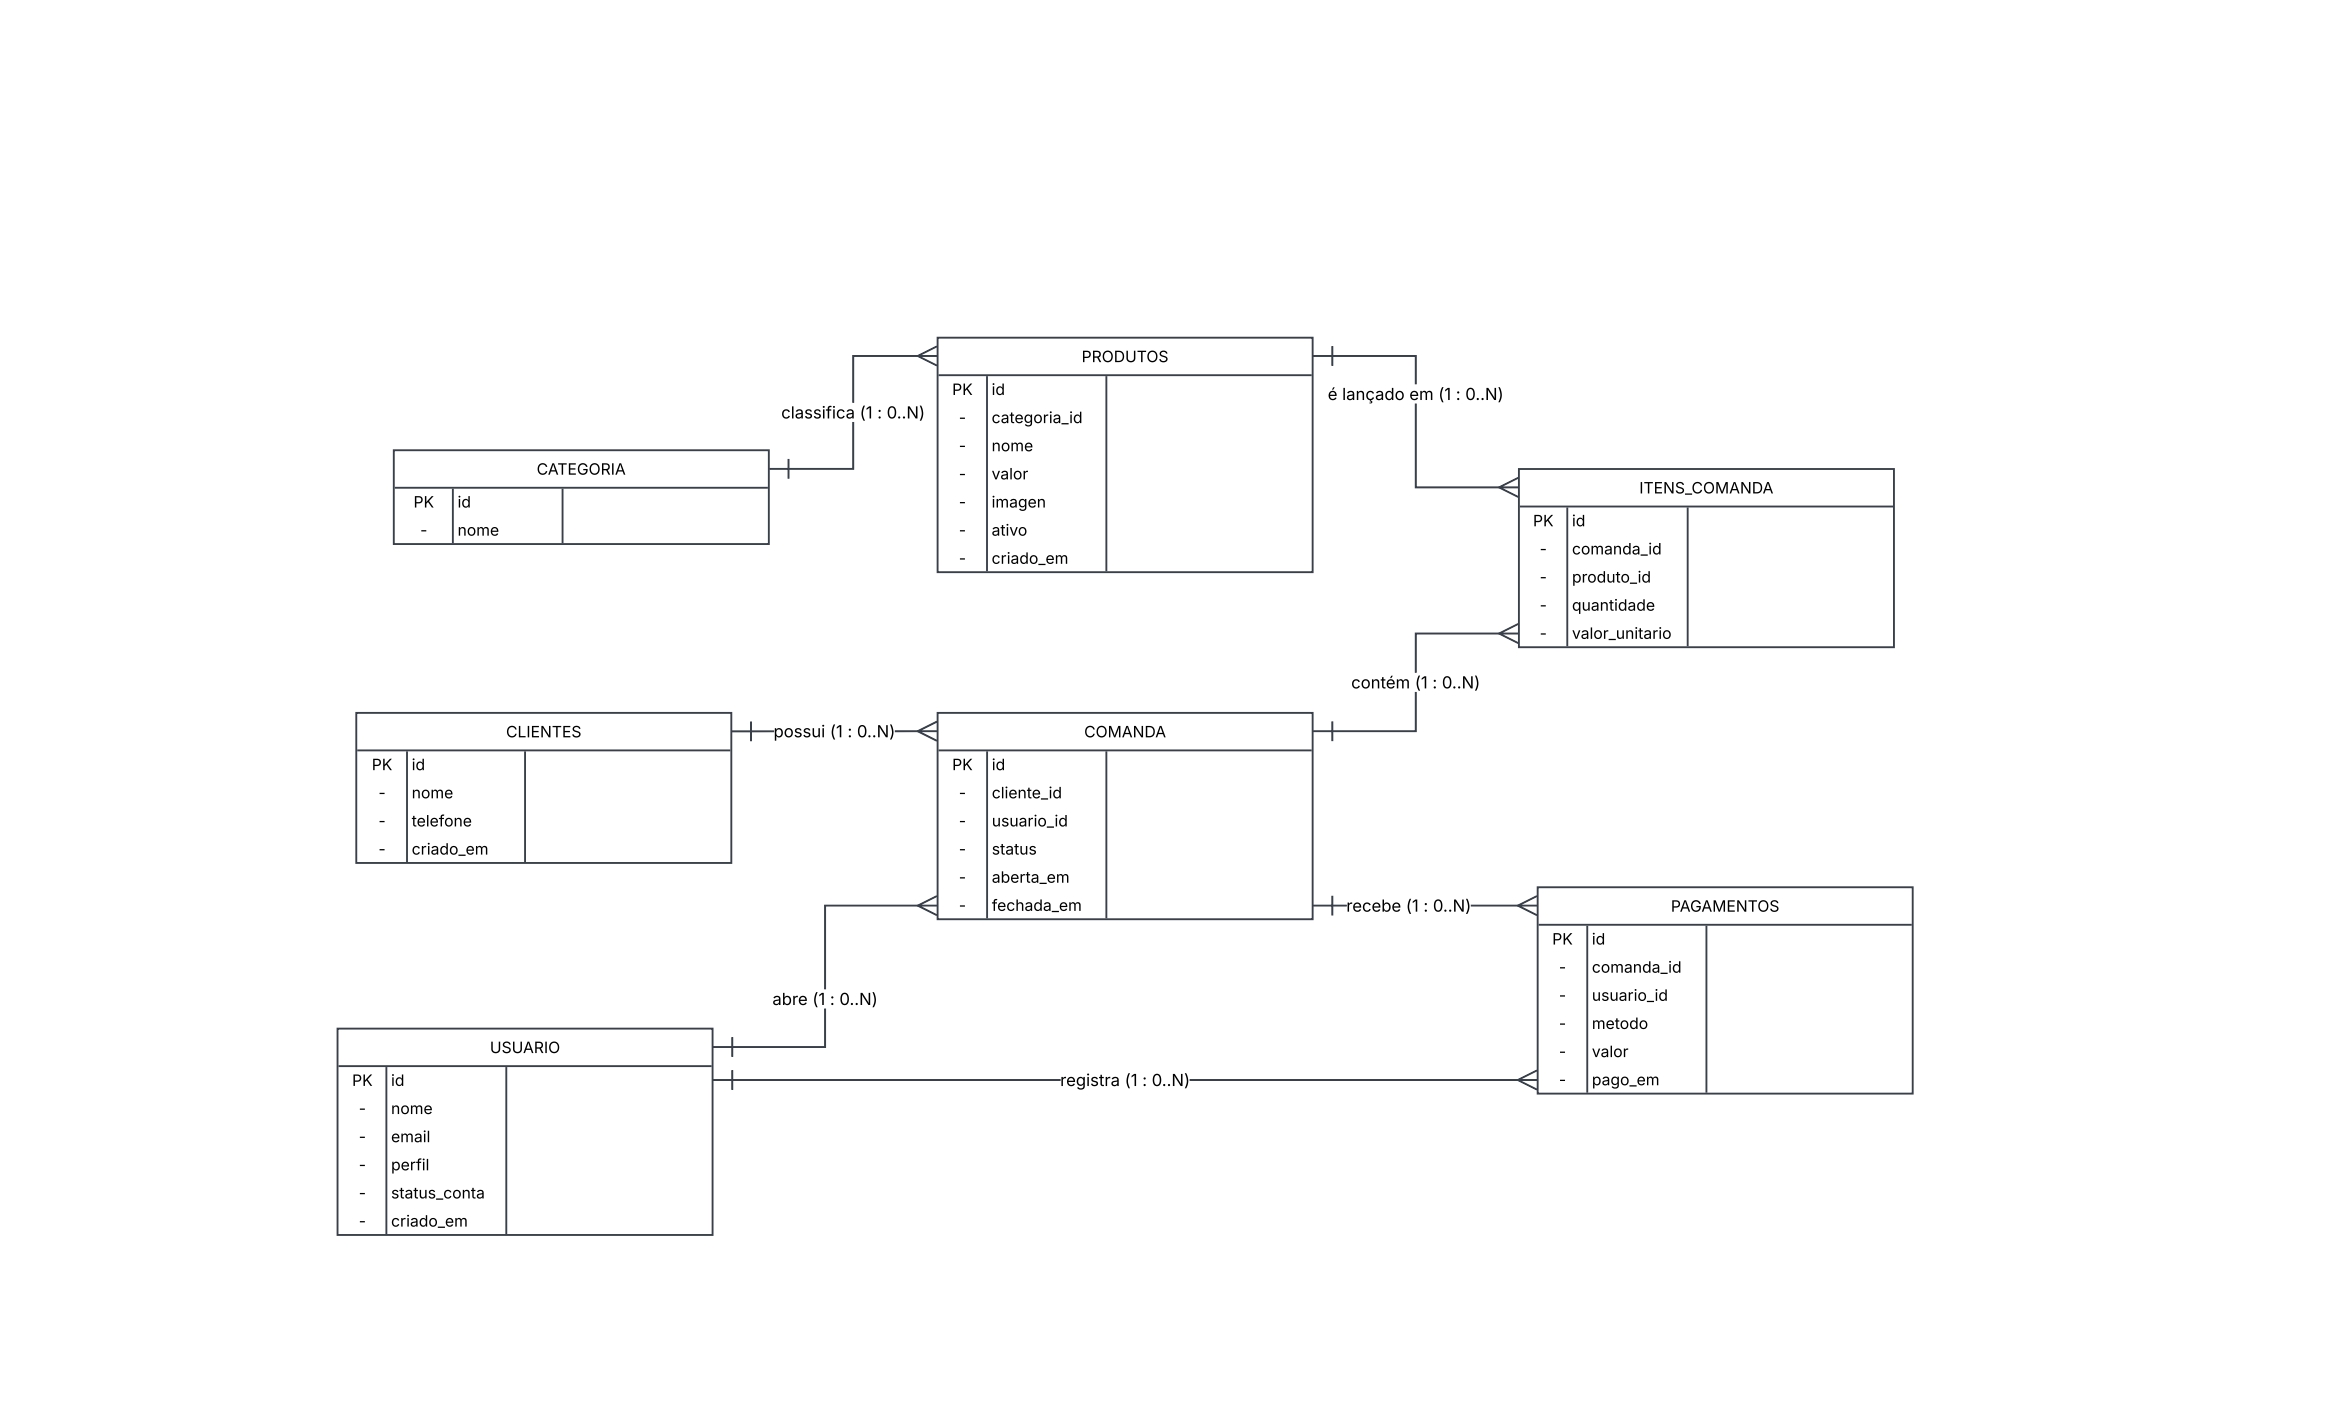 PRODUTOS
PK id
- categoria_id
- nome
- valor
- imagen
- ativo
- criado_em
classifica (1 : 0..N)
é lançado em (1 : 0..N)
CATEGORIA
PK id
- nome
ITENS_COMANDA
PK id
- comanda_id
- produto_id
- quantidade
- valor_unitario
contém (1 : 0..N)
CLIENTES
PK id
- nome
- telefone
- criado_em
possui (1 : 0..N)
COMANDA
PK id
- cliente_id
- usuario_id
- status
- aberta_em
- fechada_em
recebe (1 : 0..N)
PAGAMENTOS
PK id
- comanda_id
- usuario_id
- metodo
- valor
- pago_em
abre (1 : 0..N)
USUARIO
PK id
- nome
- email
- perfil
- status_conta
- criado_em
registra (1 : 0..N)